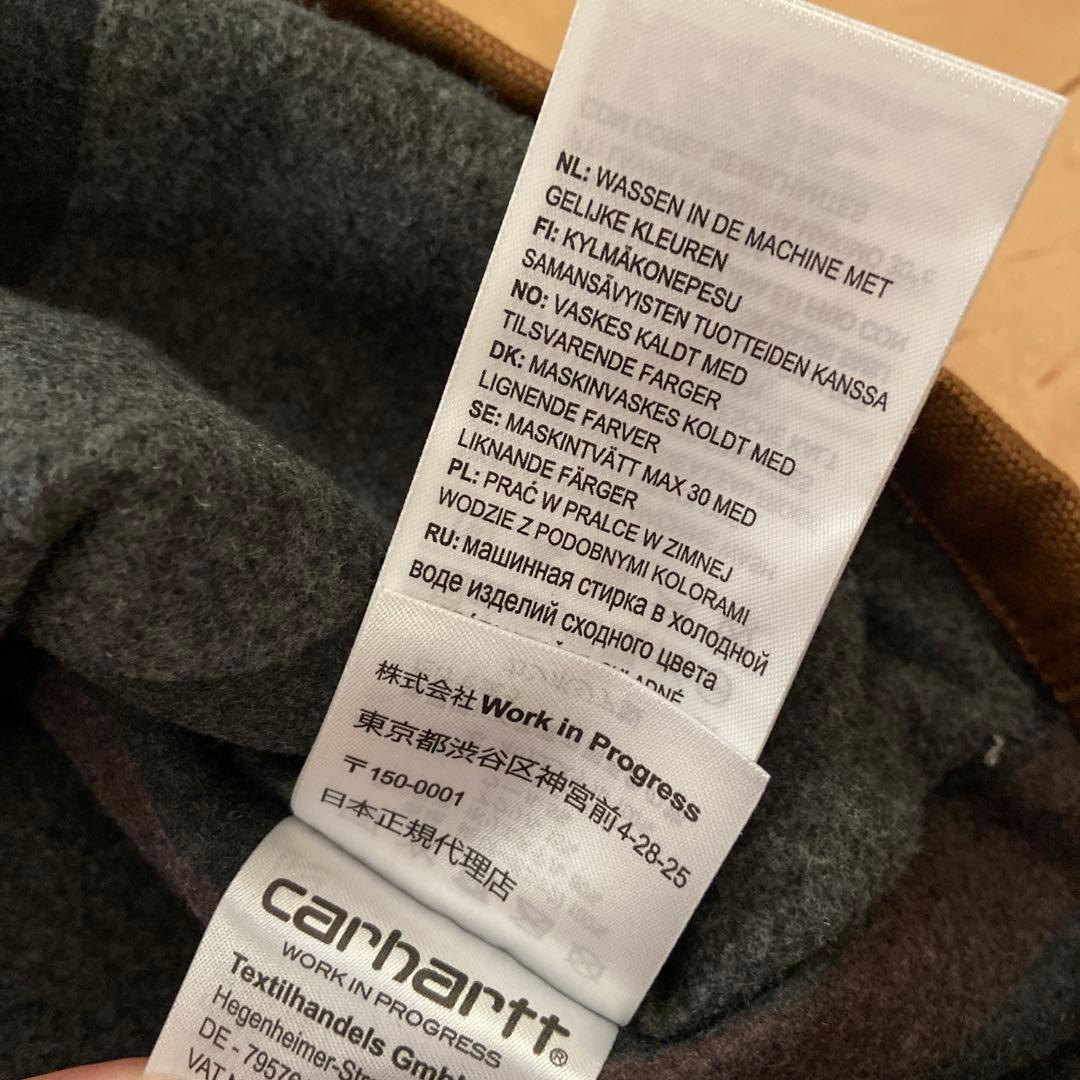 NL: WASSEN IN DE MACHINE MET
GELIJKE KLEUREN
FI: KYLMÄKONEPESU
SAMANSÄVYISTEN TUOTTEIDEN KANSSA
NO: VASKES KALDT MED
TILSVARENDE FARGER
DK: MASKINVASKES KOLDT MED
LIGNENDE FARVER
SE: MASKINTVÄTT MAX 30 MED
LIKNANDE FÄRGER
PL: PRAĆ W PRALCE W ZIMNEJ
WODZIE Z PODOBNYMI KOLORAMI
RU: машинная стирка в холодной
воде изделий сходного цвета
株式会社 Work in Progress
東京都渋谷区神宮前4-28-25
〒150-0001
日本正規代理店
carhartt®
WORK IN PROGRESS
Textilhandels
Hegenheimer-
DE - 79576
VAT